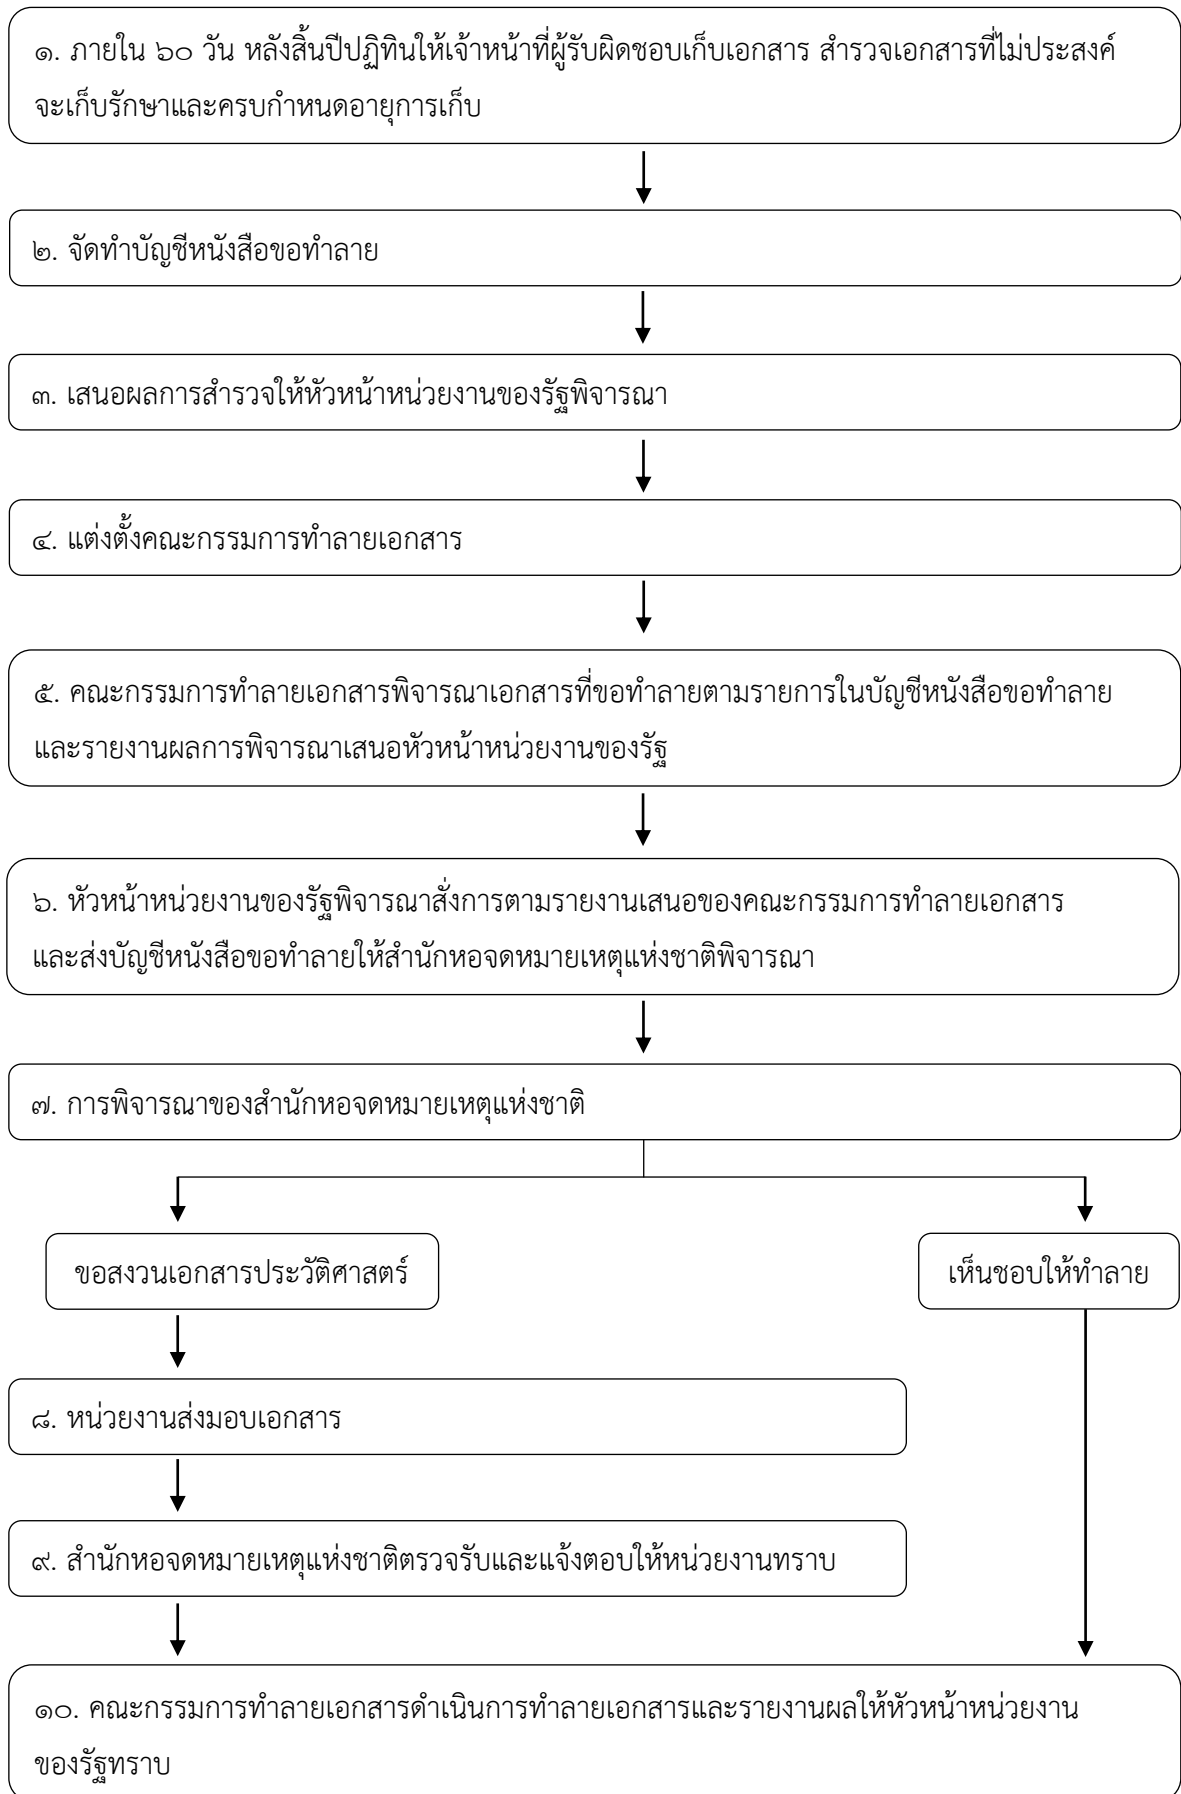 ๑. ภายใน ๖๐ วัน หลังสิ้นปีปฏิทินให้เจ้าหน้าที่ผู้รับผิดชอบเก็บเอกสาร สำรวจเอกสารที่ไม่ประสงค์
จะเก็บรักษาและครบกำหนดอายุการเก็บ
๒. จัดทำบัญชีหนังสือขอทำลาย
๓. เสนอผลการสำรวจให้หัวหน้าหน่วยงานของรัฐพิจารณา
๔. แต่งตั้งคณะกรรมการทำลายเอกสาร
๕. คณะกรรมการทำลายเอกสารพิจารณาเอกสารที่ขอทำลายตามรายการในบัญชีหนังสือขอทำลาย
และรายงานผลการพิจารณาเสนอหัวหน้าหน่วยงานของรัฐ
๖. หัวหน้าหน่วยงานของรัฐพิจารณาสั่งการตามรายงานเสนอของคณะกรรมการทำลายเอกสาร
และส่งบัญชีหนังสือขอทำลายให้สำนักหอจดหมายเหตุแห่งชาติพิจารณา
๗. การพิจารณาของสำนักหอจดหมายเหตุแห่งชาติ
ขอสงวนเอกสารประวัติศาสตร์
เห็นชอบให้ทำลาย
๘. หน่วยงานส่งมอบเอกสาร
๙. สำนักหอจดหมายเหตุแห่งชาติตรวจรับและแจ้งตอบให้หน่วยงานทราบ
๑๐. คณะกรรมการทำลายเอกสารดำเนินการทำลายเอกสารและรายงานผลให้หัวหน้าหน่วยงาน
ของรัฐทราบ